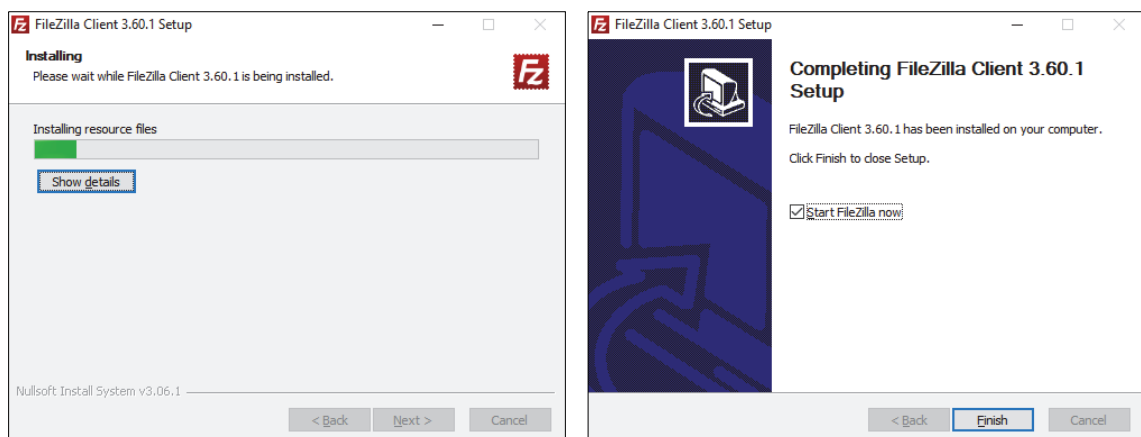 FileZilla Client 3.60.1 Setup
Installing
Please wait while FileZilla Client 3.60.1 is being installed.
Fz
Installing resource files
Show details
Nullsoft Install System v3.06.1
< Back
Next >
Cancel
FileZilla Client 3.60.1 Setup
Completing FileZilla Client 3.60.1
Setup
FileZilla Client 3.60.1 has been installed on your computer.
Click Finish to close Setup.
Start FileZilla now
< Back
Finish
Cancel